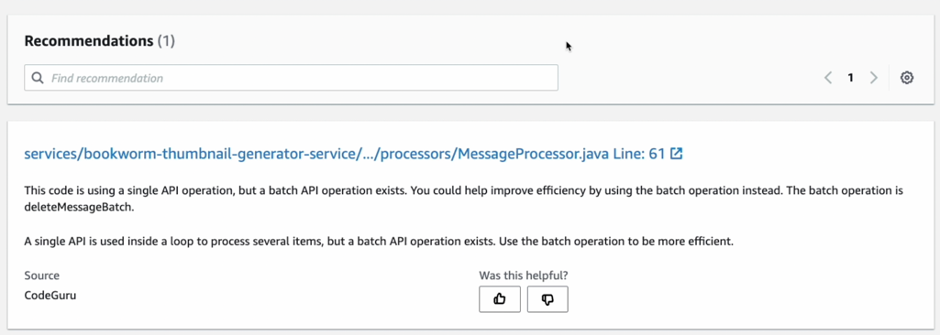 Recommendations (1)
Find recommendation
1
services/bookworm-thumbnail-generator-service/.../processors/MessageProcessor.java Line: 61
This code is using a single API operation, but a batch API operation exists. You could help improve efficiency by using the batch operation instead. The batch operation is
deleteMessageBatch.
A single API is used inside a loop to process several items, but a batch API operation exists. Use the batch operation to be more efficient.
Source
Was this helpful?
CodeGuru